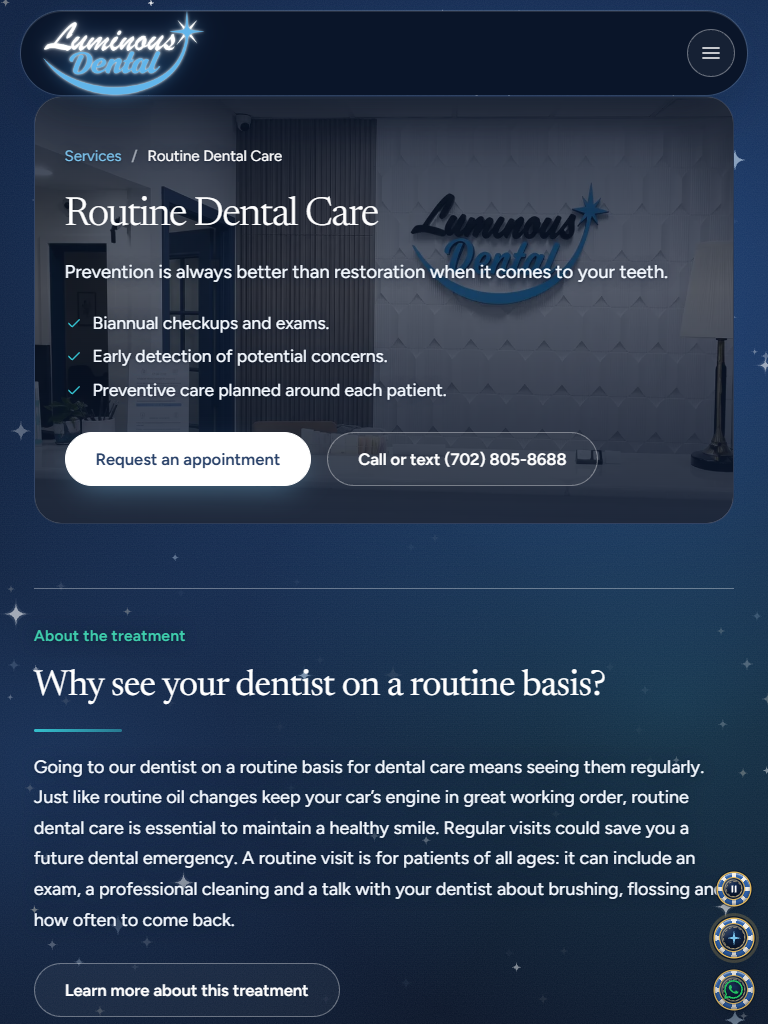 Luminous
Dental
Services / Routine Dental Care
Luminous
Dental
Routine Dental Care
Prevention is always better than restoration when it comes to your teeth.
Biannual checkups and exams.
Early detection of potential concerns.
Preventive care planned around each patient.
Request an appointment
Call or text (702) 805-8688
About the treatment
Why see your dentist on a routine basis?
Going to our dentist on a routine basis for dental care means seeing them regularly.
Just like routine oil changes keep your car’s engine in great working order, routine
dental care is essential to maintain a healthy smile. Regular visits could save you a
future dental emergency. A routine visit is for patients of all ages: it can include an
exam, a professional cleaning and a talk with your dentist about brushing, flossing and
how often to come back.
Learn more about this treatment